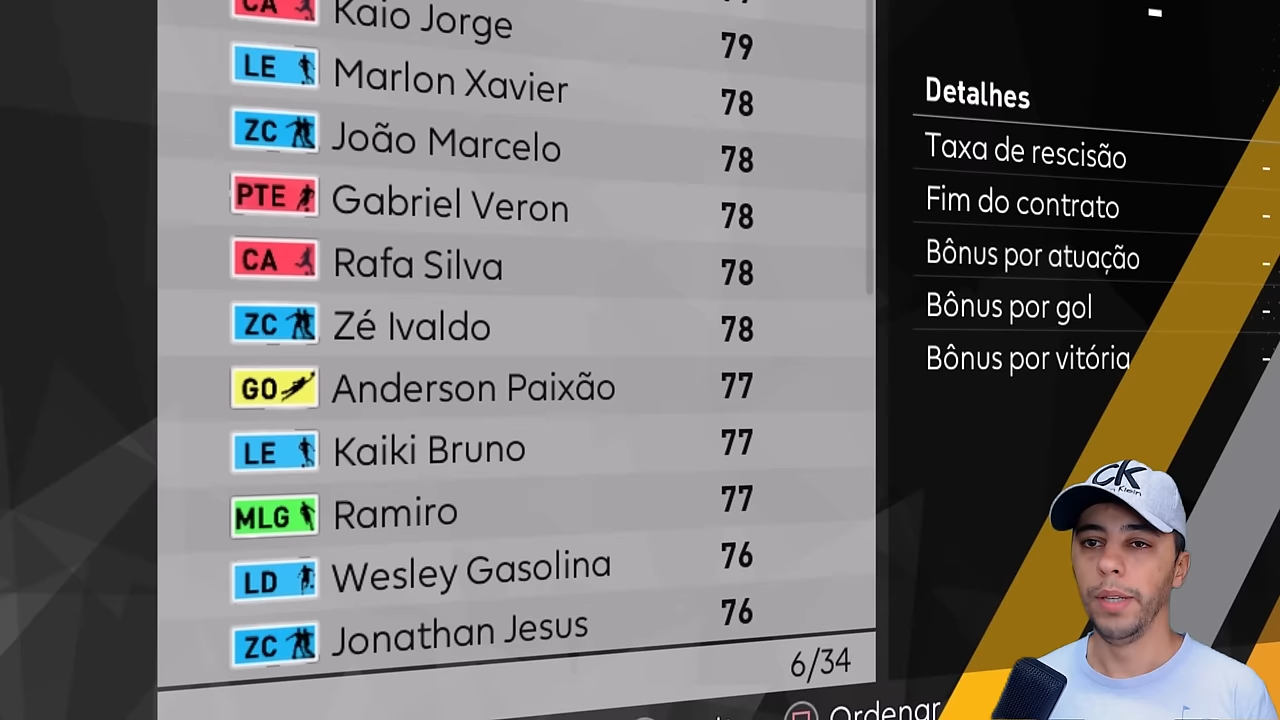 CA Kaio Jorge 79
LE Marlon Xavier 78
ZC João Marcelo 78
PTE Gabriel Veron 78
CA Rafa Silva 78
ZC Zé Ivaldo 78
GO Anderson Paixão 77
LE Kaiki Bruno 77
MLG Ramiro 77
LD Wesley Gasolina 76
ZC Jonathan Jesus 76
6/34
Ordenar
-
Detalhes
Taxa de rescisão -
Fim do contrato -
Bônus por atuação -
Bônus por gol -
Bônus por vitória -
CK
Klein